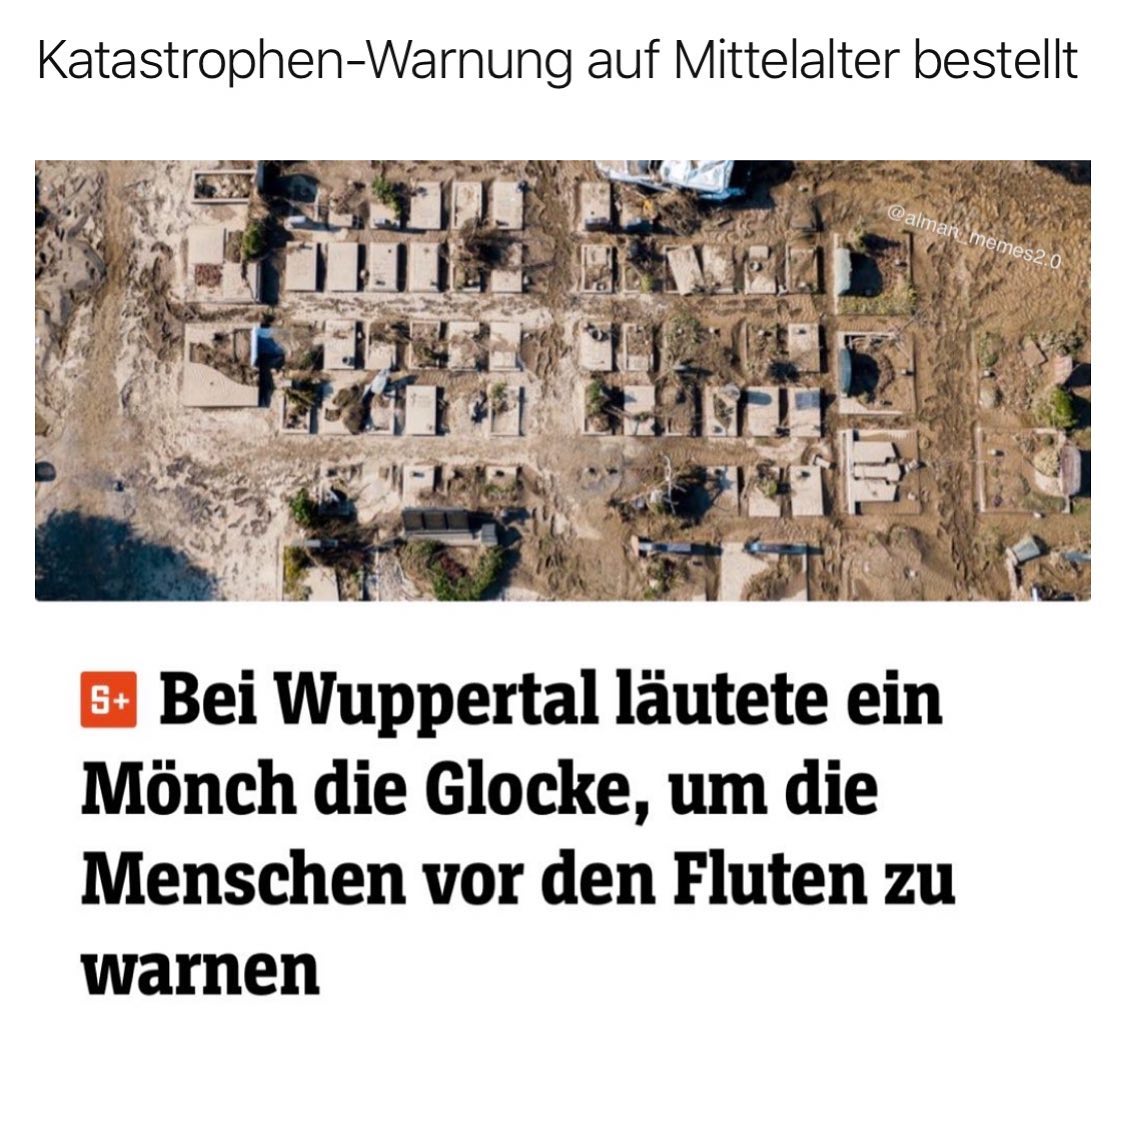 Katastrophen-Warnung auf Mittelalter bestellt
@alman_memes2.0
S+ Bei Wuppertal läutete ein
Mönch die Glocke, um die
Menschen vor den Fluten zu
warnen